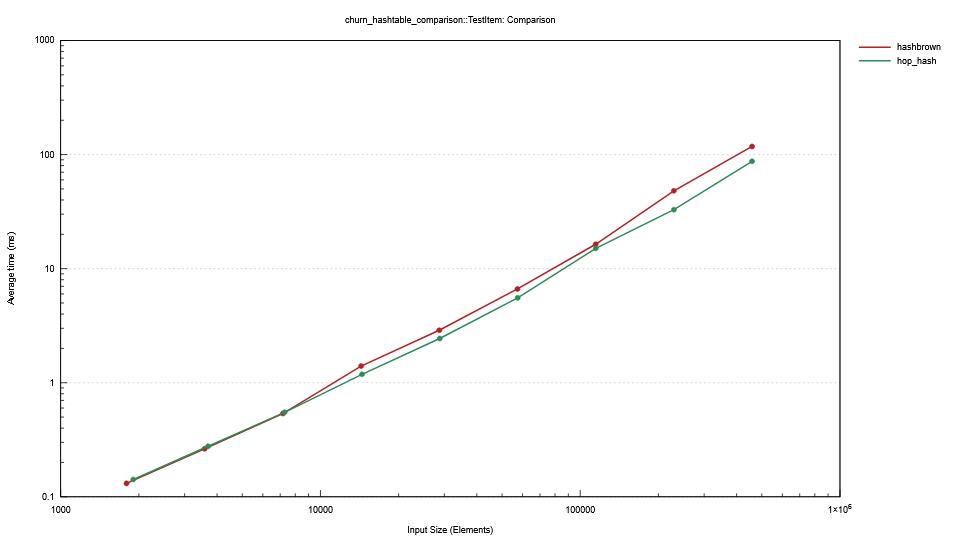 churn_hashtable_comparison::TestItem: Comparison
hashbrown
hop_hash
1000
100
10
1
0.1
Average time (ms)
1000
10000
100000
1×10⁶
Input Size (Elements)